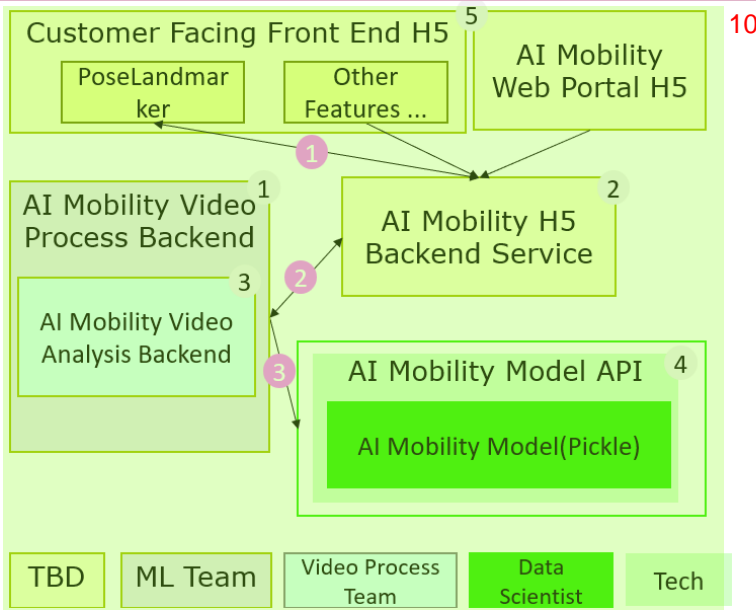 10
5
Customer Facing Front End H5
PoseLandmar
ker
Other
Features ...
AI Mobility
Web Portal H5
1
1
AI Mobility Video
Process Backend
2
AI Mobility H5
Backend Service
2
3
AI Mobility Video
Analysis Backend
3
4
AI Mobility Model API
AI Mobility Model(Pickle)
TBD
ML Team
Video Process
Team
Data
Scientist
Tech